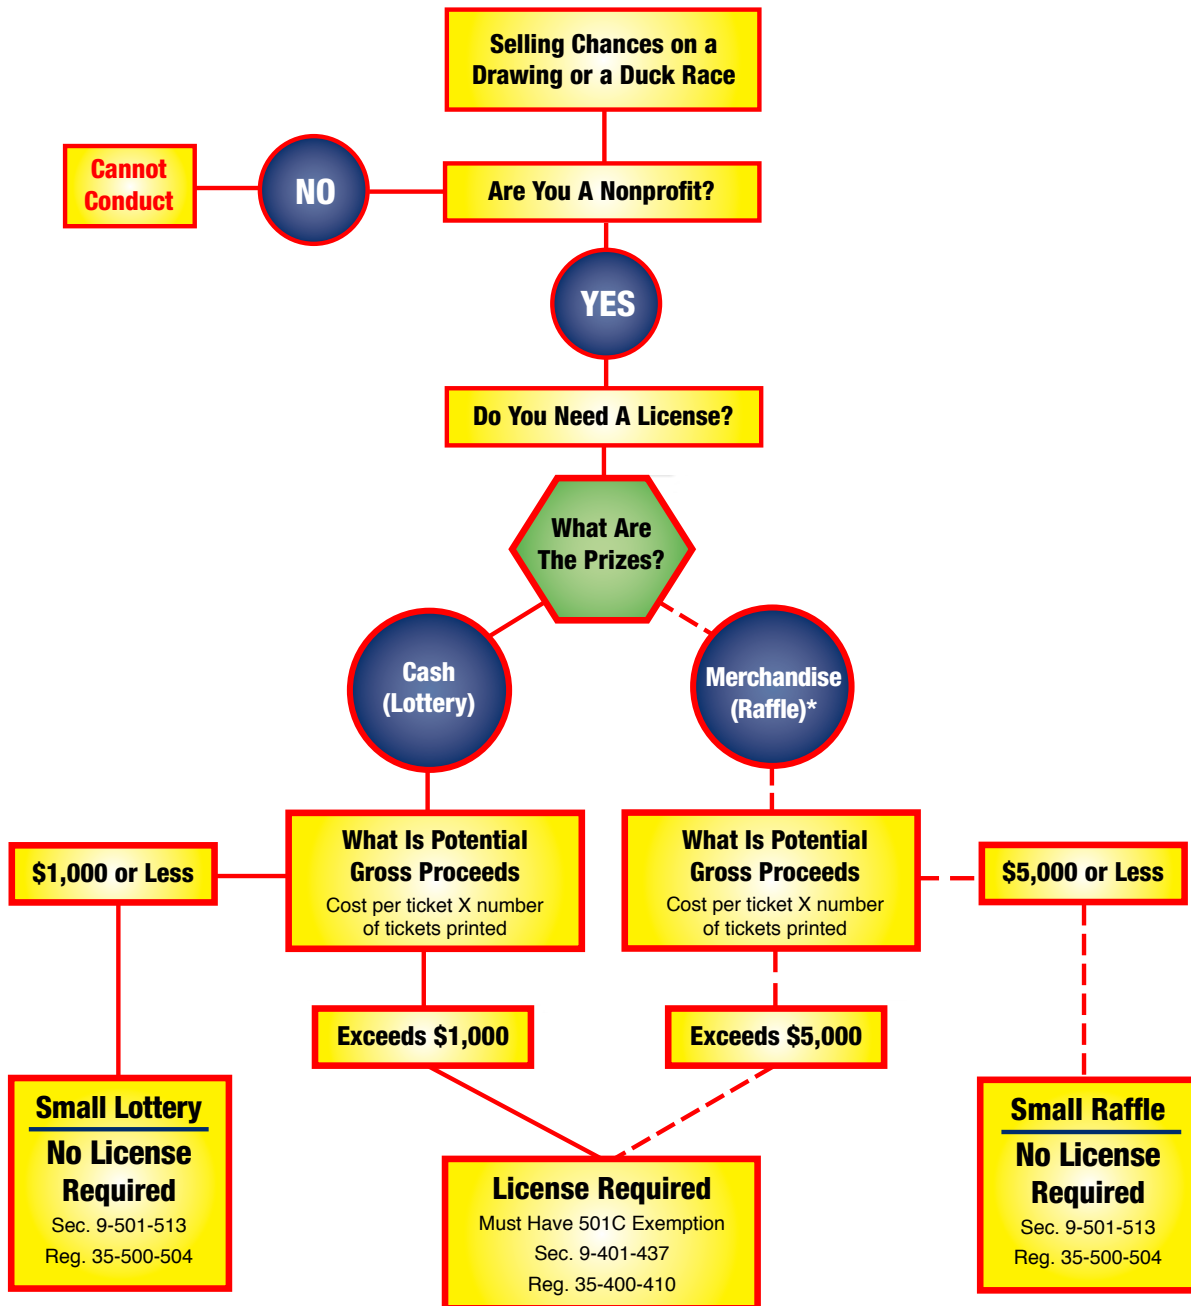 Selling Chances on a
Drawing or a Duck Race
Cannot
Conduct
NO
Are You A Nonprofit?
YES
Do You Need A License?
What Are
The Prizes?
Cash
(Lottery)
Merchandise
(Raffle)*
$1,000 or Less
What Is Potential
Gross Proceeds
Cost per ticket X number
of tickets printed
What Is Potential
Gross Proceeds
Cost per ticket X number
of tickets printed
$5,000 or Less
Exceeds $1,000
Exceeds $5,000
Small Lottery
No License
Required
Sec. 9-501-513
Reg. 35-500-504
License Required
Must Have 501C Exemption
Sec. 9-401-437
Reg. 35-400-410
Small Raffle
No License
Required
Sec. 9-501-513
Reg. 35-500-504